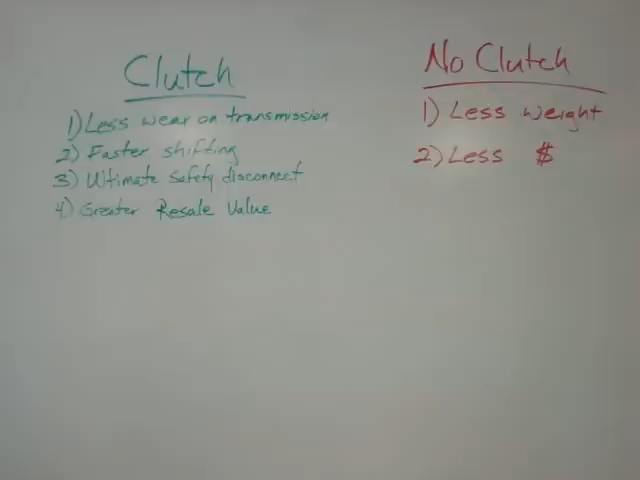 Clutch
1) Less wear on transmission
2) Faster shifting
3) Ultimate Safety disconnect
4) Greater Resale Value
No Clutch
1) Less weight
2) Less $